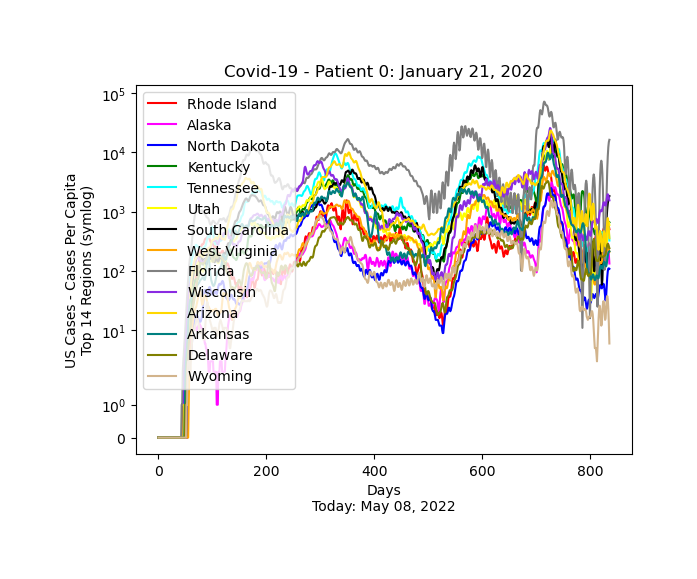 Covid-19 - Patient 0: January 21, 2020
US Cases - Cases Per Capita
Top 14 Regions (symlog)
10^5
10^4
10^3
10^2
10^1
10^0
0
Rhode Island
Alaska
North Dakota
Kentucky
Tennessee
Utah
South Carolina
West Virginia
Florida
Wisconsin
Arizona
Arkansas
Delaware
Wyoming
0 200 400 600 800
Days
Today: May 08, 2022